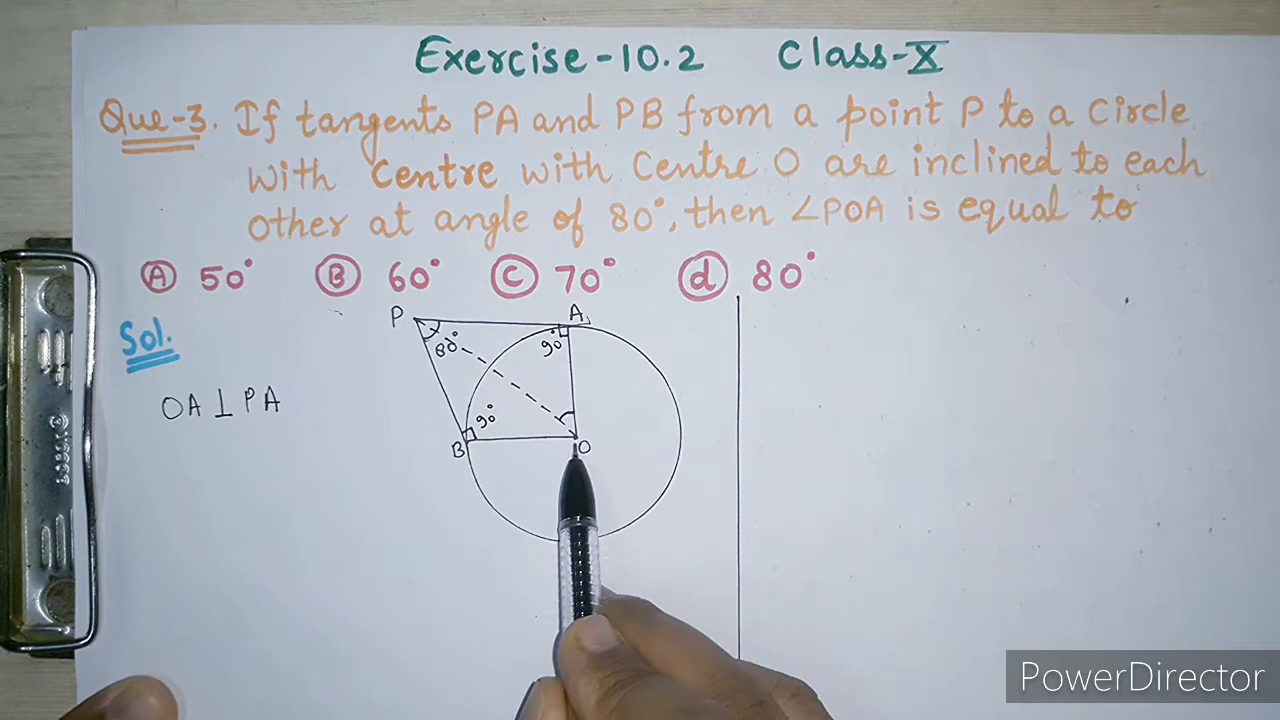 Exercise-10.2 Class-X
Que-3. If tangents PA and PB from a point P to a Circle
With Centre with Centre O are inclined to each
other at angle of 80°, then ∠POA is equal to
(A) 50° (B) 60° (C) 70° (d) 80°
Sol.
P A
80° 90°
OA⊥PA
90°
B O
PowerDirector